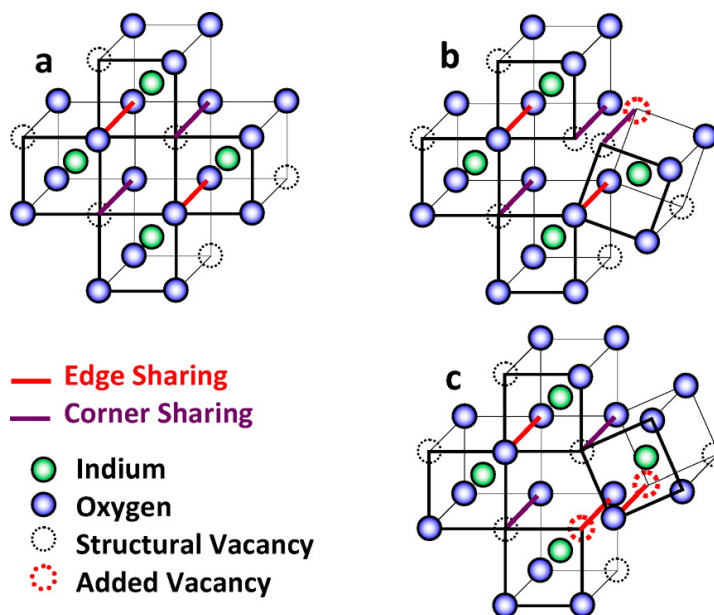 a
b
c
Edge Sharing
Corner Sharing
Indium
Oxygen
Structural Vacancy
Added Vacancy